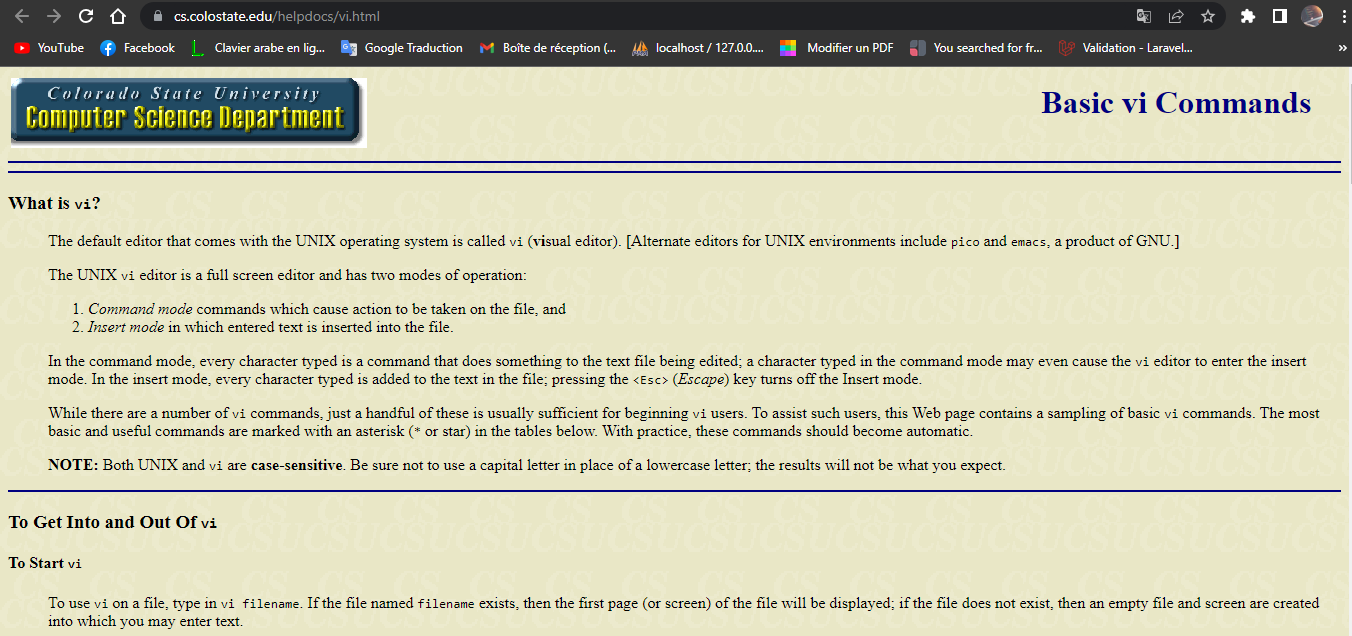 cs.colostate.edu/helpdocs/vi.html
YouTube Facebook Clavier arabe en lig... Google Traduction Boîte de réception (... localhost / 127.0.0.... Modifier un PDF You searched for fr... Validation - Laravel... »
Colorado State University
Computer Science Department
Basic vi Commands
What is vi?
The default editor that comes with the UNIX operating system is called vi (visual editor). [Alternate editors for UNIX environments include pico and emacs, a product of GNU.]
The UNIX vi editor is a full screen editor and has two modes of operation:
1. Command mode commands which cause action to be taken on the file, and
2. Insert mode in which entered text is inserted into the file.
In the command mode, every character typed is a command that does something to the text file being edited; a character typed in the command mode may even cause the vi editor to enter the insert
mode. In the insert mode, every character typed is added to the text in the file; pressing the <Esc> (Escape) key turns off the Insert mode.
While there are a number of vi commands, just a handful of these is usually sufficient for beginning vi users. To assist such users, this Web page contains a sampling of basic vi commands. The most
basic and useful commands are marked with an asterisk (* or star) in the tables below. With practice, these commands should become automatic.
NOTE: Both UNIX and vi are case-sensitive. Be sure not to use a capital letter in place of a lowercase letter; the results will not be what you expect.
To Get Into and Out Of vi
To Start vi
To use vi on a file, type in vi filename. If the file named filename exists, then the first page (or screen) of the file will be displayed; if the file does not exist, then an empty file and screen are created
into which you may enter text.